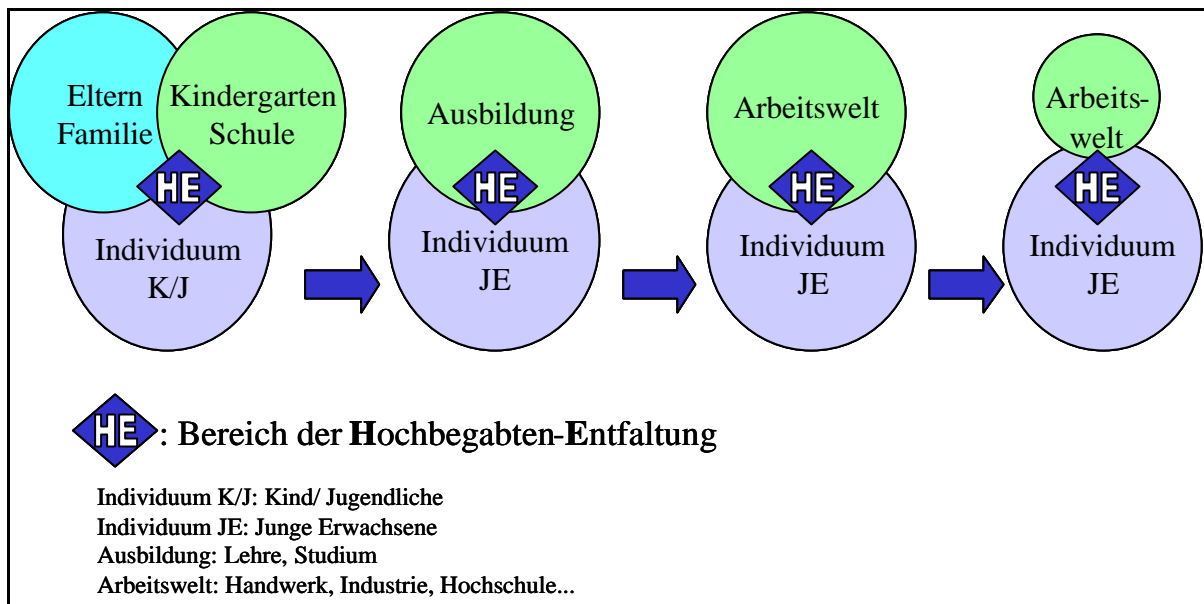 Eltern
Familie
Kindergarten
Schule
HE
Individuum
K/J
Ausbildung
HE
Individuum
JE
Arbeitswelt
HE
Individuum
JE
Arbeits-
welt
HE
Individuum
JE
HE: Bereich der Hochbegabten-Entfaltung
Individuum K/J: Kind/ Jugendliche
Individuum JE: Junge Erwachsene
Ausbildung: Lehre, Studium
Arbeitswelt: Handwerk, Industrie, Hochschule...